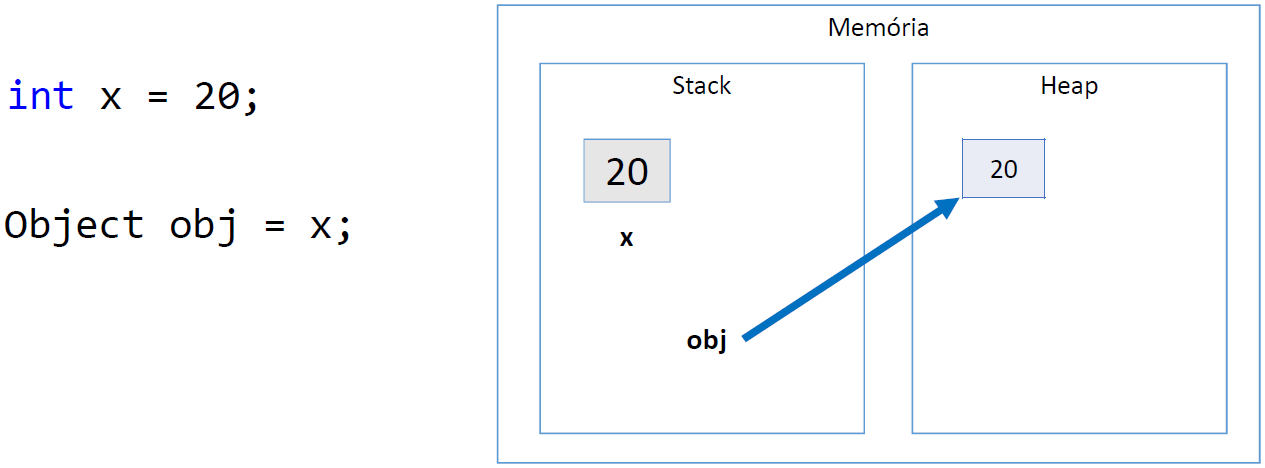 int x = 20;
Object obj = x;
Memória
Stack
20
x
obj
Heap
20